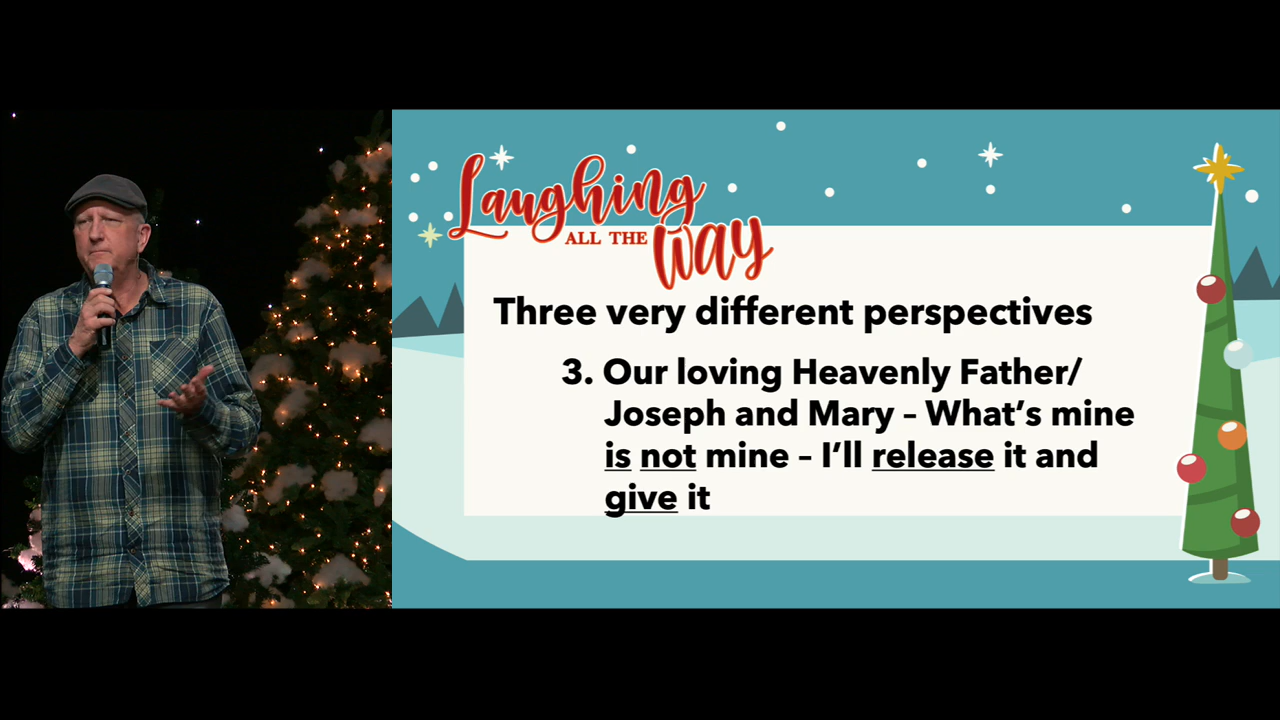 Laughing
ALL THE
Way
Three very different perspectives
3. Our loving Heavenly Father/
Joseph and Mary – What’s mine
is not mine – I’ll release it and
give it